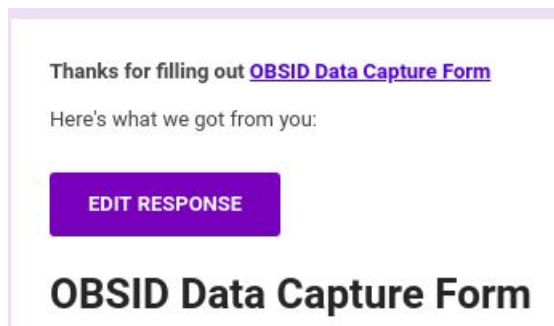 Thanks for filling out OBSID Data Capture Form
Here's what we got from you:
EDIT RESPONSE
OBSID Data Capture Form